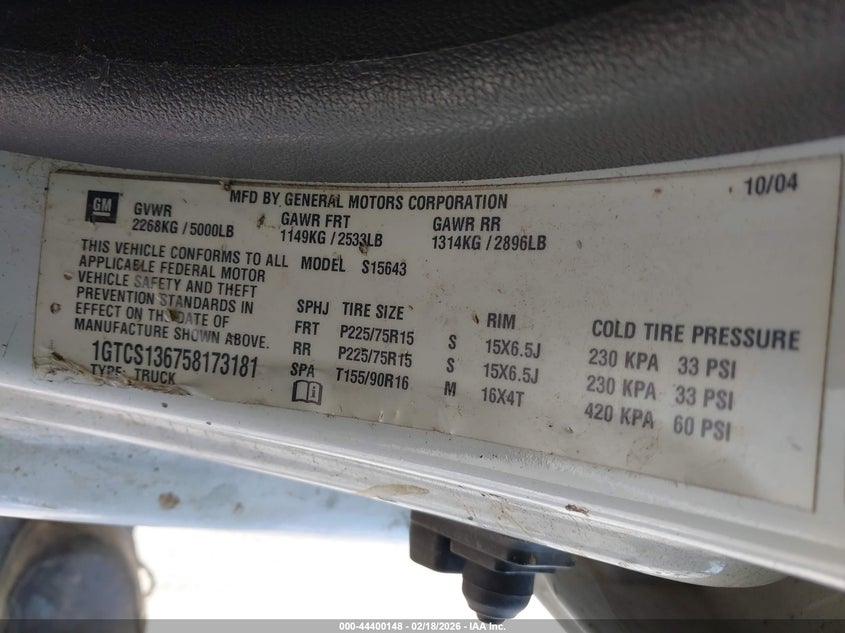 GM
MFD BY GENERAL MOTORS CORPORATION 10/04
GVWR GAWR FRT GAWR RR
2268KG / 5000LB 1149KG / 2533LB 1314KG / 2896LB
THIS VEHICLE CONFORMS TO ALL
APPLICABLE FEDERAL MOTOR
VEHICLE SAFETY AND THEFT
PREVENTION STANDARDS IN
EFFECT ON THE DATE OF
MANUFACTURE SHOWN ABOVE.
1GTCS136758173181
TYPE: TRUCK
MODEL S15643
SPHJ TIRE SIZE RIM COLD TIRE PRESSURE
FRT P225/75R15 S 15X6.5J 230 KPA 33 PSI
RR P225/75R15 S 15X6.5J 230 KPA 33 PSI
SPA T155/90R16 M 16X4T 420 KPA 60 PSI
000-44400148 - 02/18/2026 - IAA Inc.